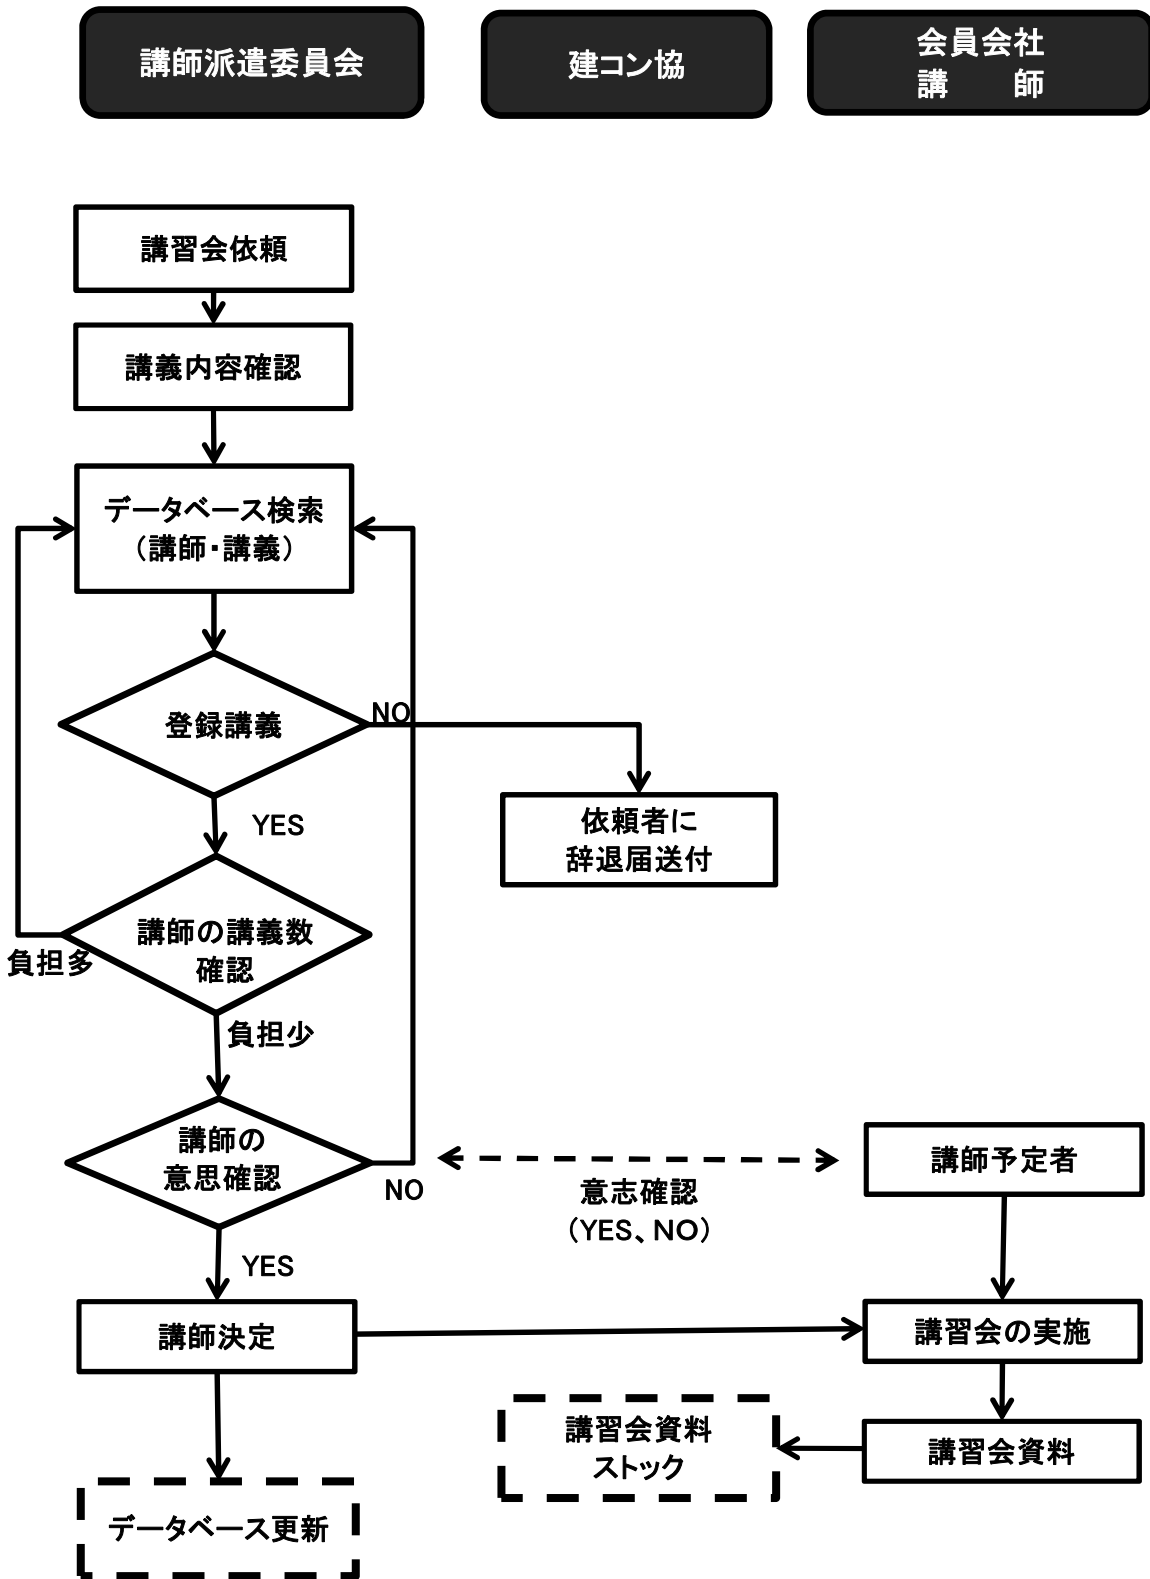 講師派遣委員会
建コン協
会員会社
講　　師
講習会依頼
講義内容確認
データベース検索
（講師・講義）
登録講義
NO
YES
依頼者に
辞退届送付
講師の講義数
確認
負担多
負担少
講師の
意思確認
NO
意志確認
（YES、NO）
講師予定者
YES
講師決定
講習会の実施
講習会資料
ストック
講習会資料
データベース更新